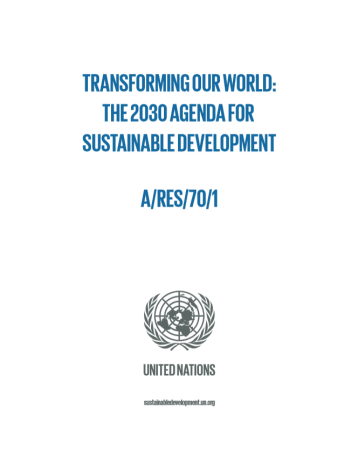 TRANSFORMING OUR WORLD:
THE 2030 AGENDA FOR
SUSTAINABLE DEVELOPMENT
A/RES/70/1
UNITED NATIONS
sustainabledevelopment.un.org